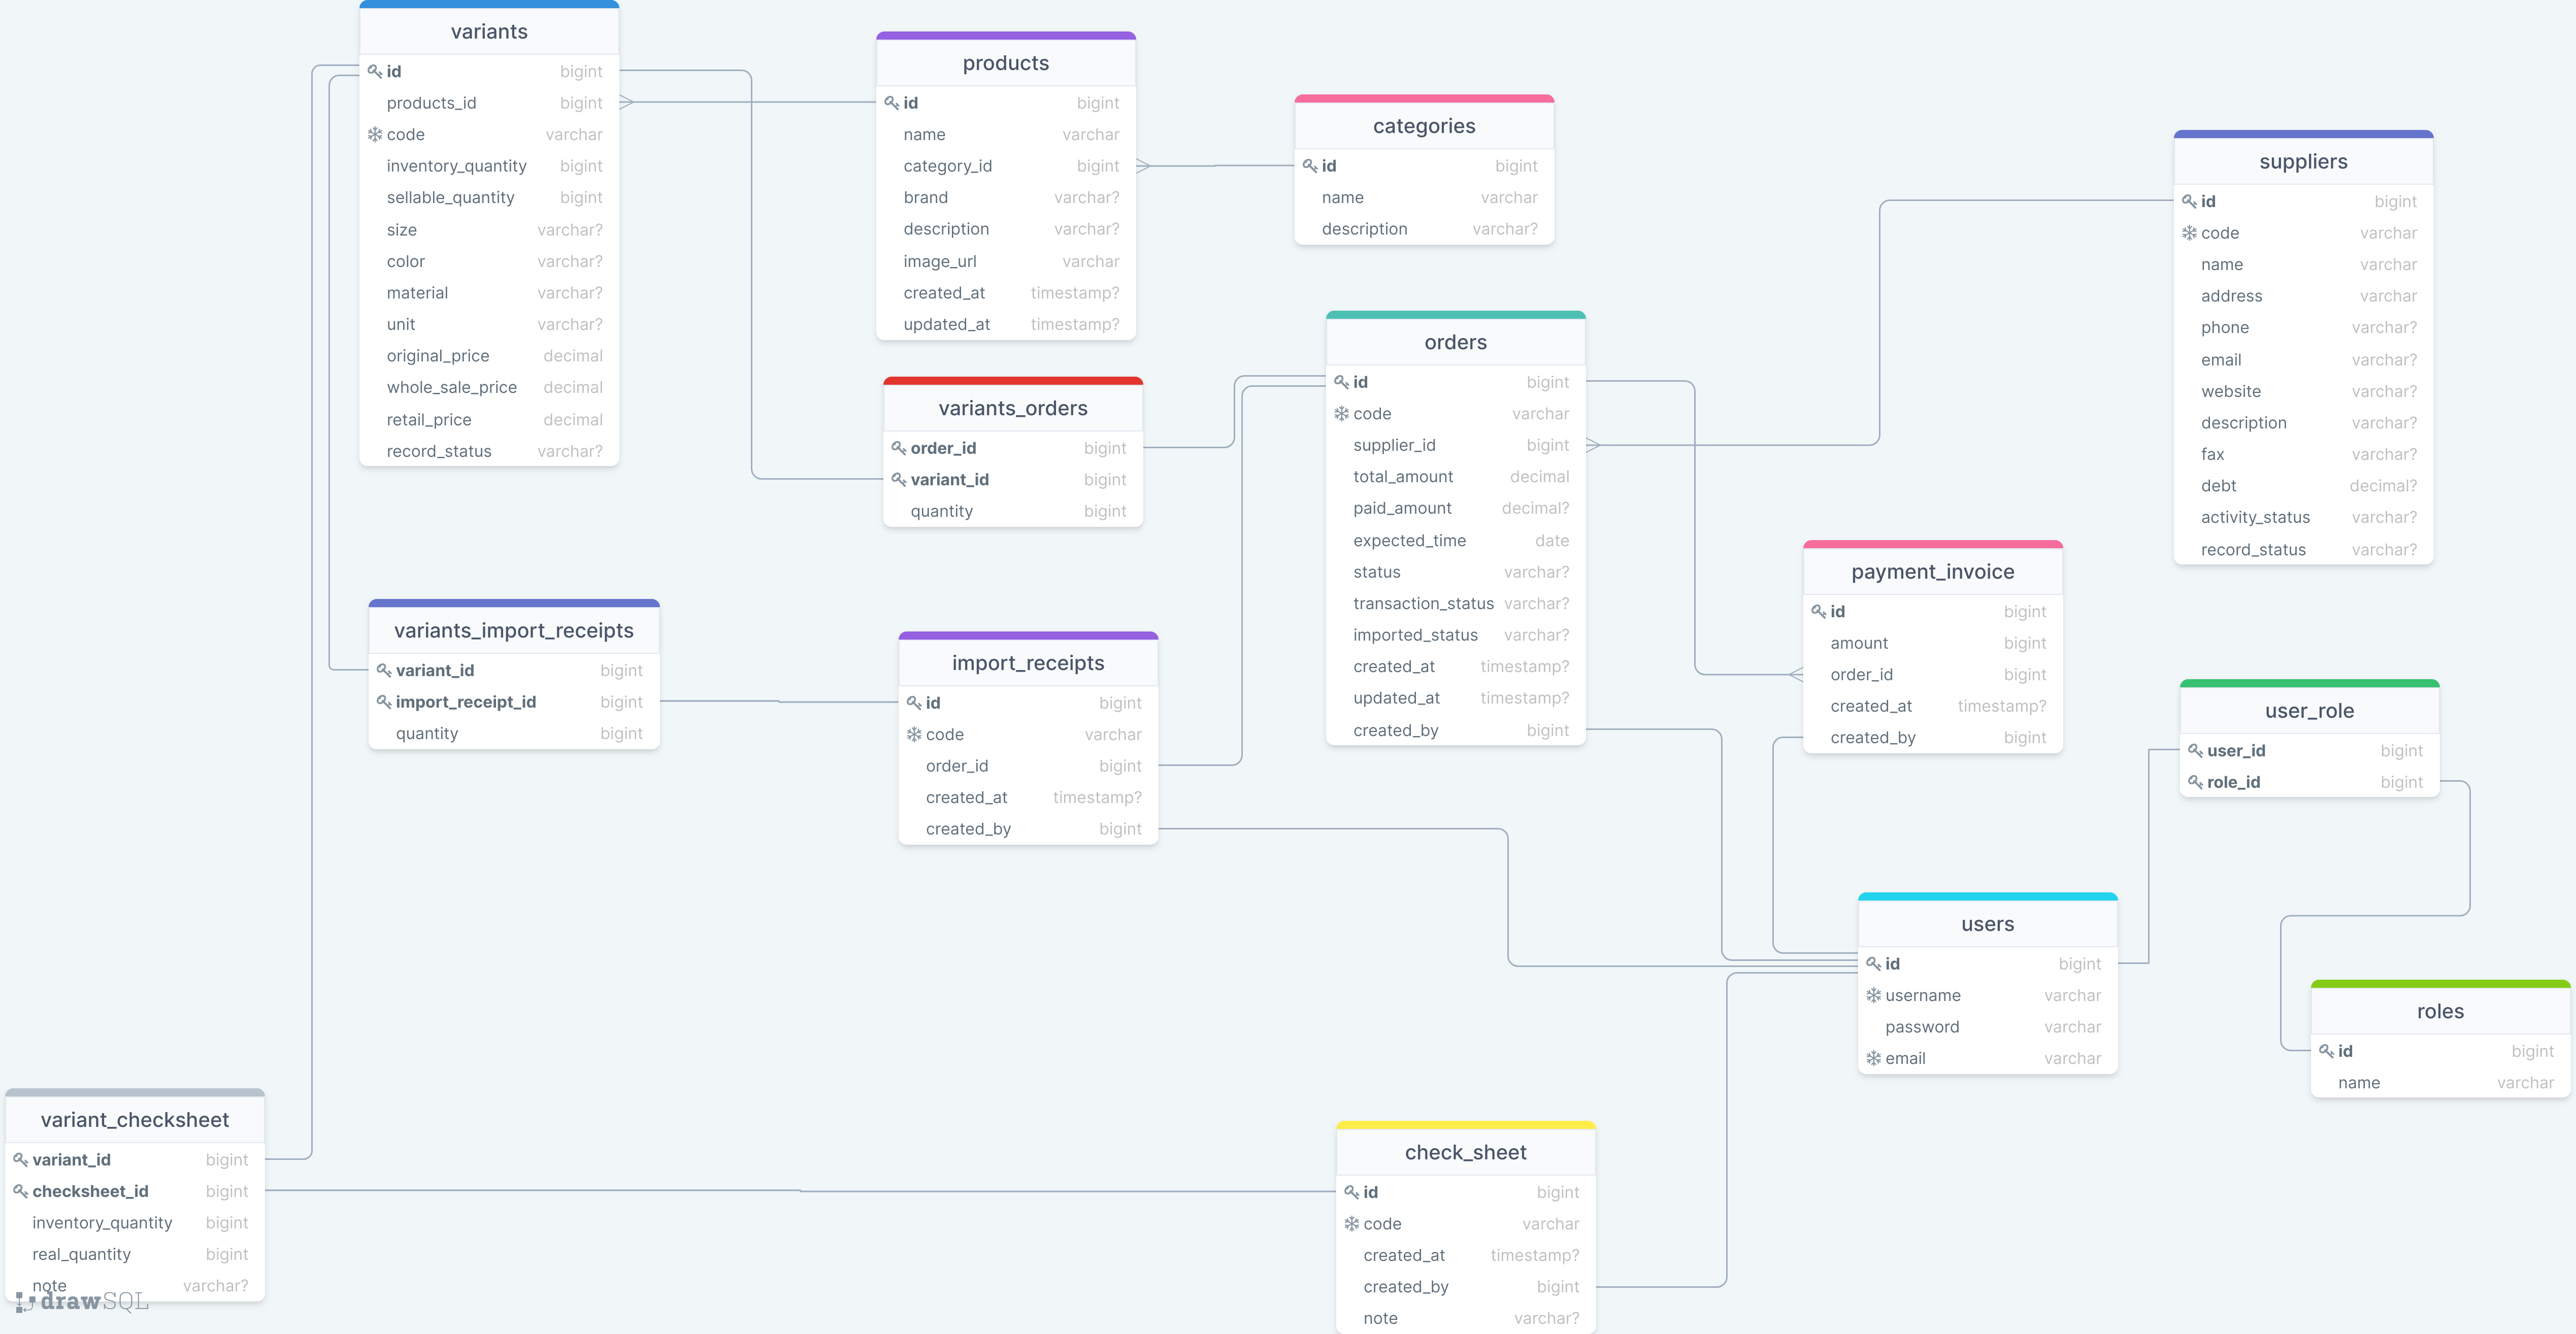 variants
id bigint
products_id bigint
code varchar
inventory_quantity bigint
sellable_quantity bigint
size varchar?
color varchar?
material varchar?
unit varchar?
original_price decimal
whole_sale_price decimal
retail_price decimal
record_status varchar?
products
id bigint
name varchar
category_id bigint
brand varchar?
description varchar?
image_url varchar
created_at timestamp?
updated_at timestamp?
categories
id bigint
name varchar
description varchar?
suppliers
id bigint
code varchar
name varchar
address varchar
phone varchar?
email varchar?
website varchar?
description varchar?
fax varchar?
debt decimal?
activity_status varchar?
record_status varchar?
variants_orders
order_id bigint
variant_id bigint
quantity bigint
orders
id bigint
code varchar
supplier_id bigint
total_amount decimal
paid_amount decimal?
expected_time date
status varchar?
transaction_status varchar?
imported_status varchar?
created_at timestamp?
updated_at timestamp?
created_by bigint
payment_invoice
id bigint
amount bigint
order_id bigint
created_at timestamp?
created_by bigint
variants_import_receipts
variant_id bigint
import_receipt_id bigint
quantity bigint
import_receipts
id bigint
code varchar
order_id bigint
created_at timestamp?
created_by bigint
user_role
user_id bigint
role_id bigint
users
id bigint
username varchar
password varchar
email varchar
roles
id bigint
name varchar
variant_checksheet
variant_id bigint
checksheet_id bigint
inventory_quantity bigint
real_quantity bigint
note varchar?
drawSQL
check_sheet
id bigint
code varchar
created_at timestamp?
created_by bigint
note varchar?